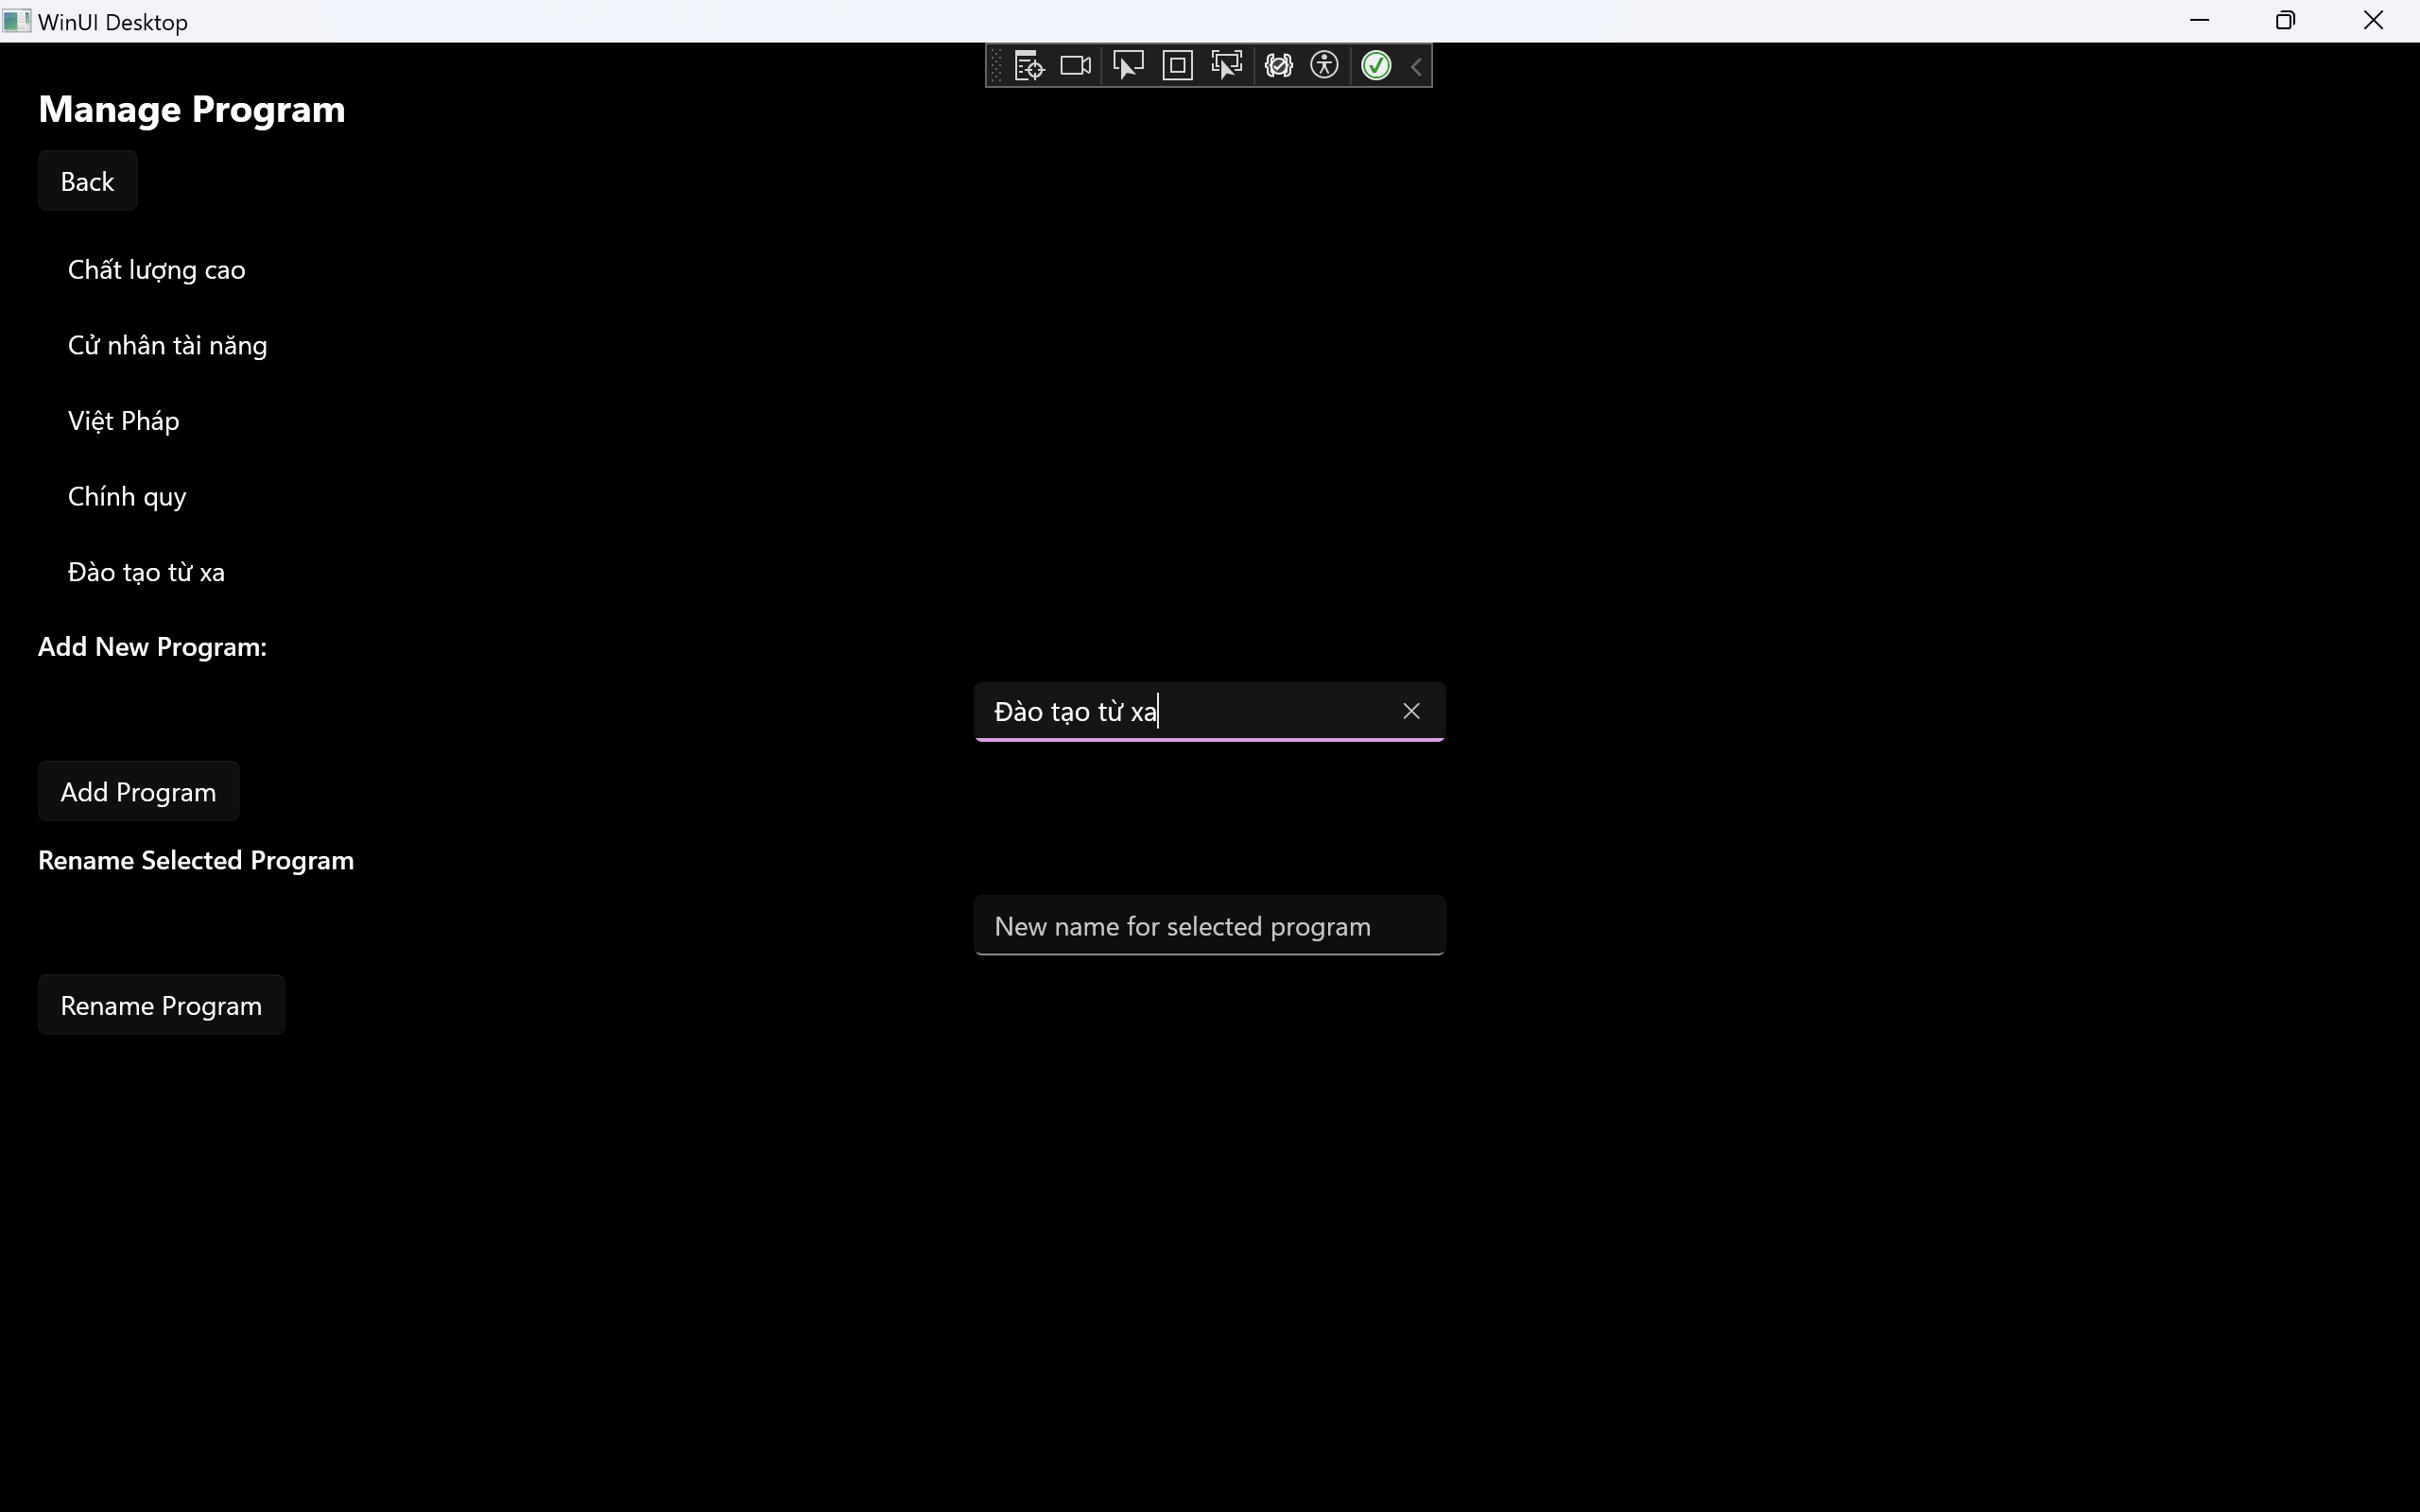 WinUI Desktop
Manage Program
Back
Chất lượng cao
Cử nhân tài năng
Việt Pháp
Chính quy
Đào tạo từ xa
Add New Program:
Đào tạo từ xa
Add Program
Rename Selected Program
New name for selected program
Rename Program